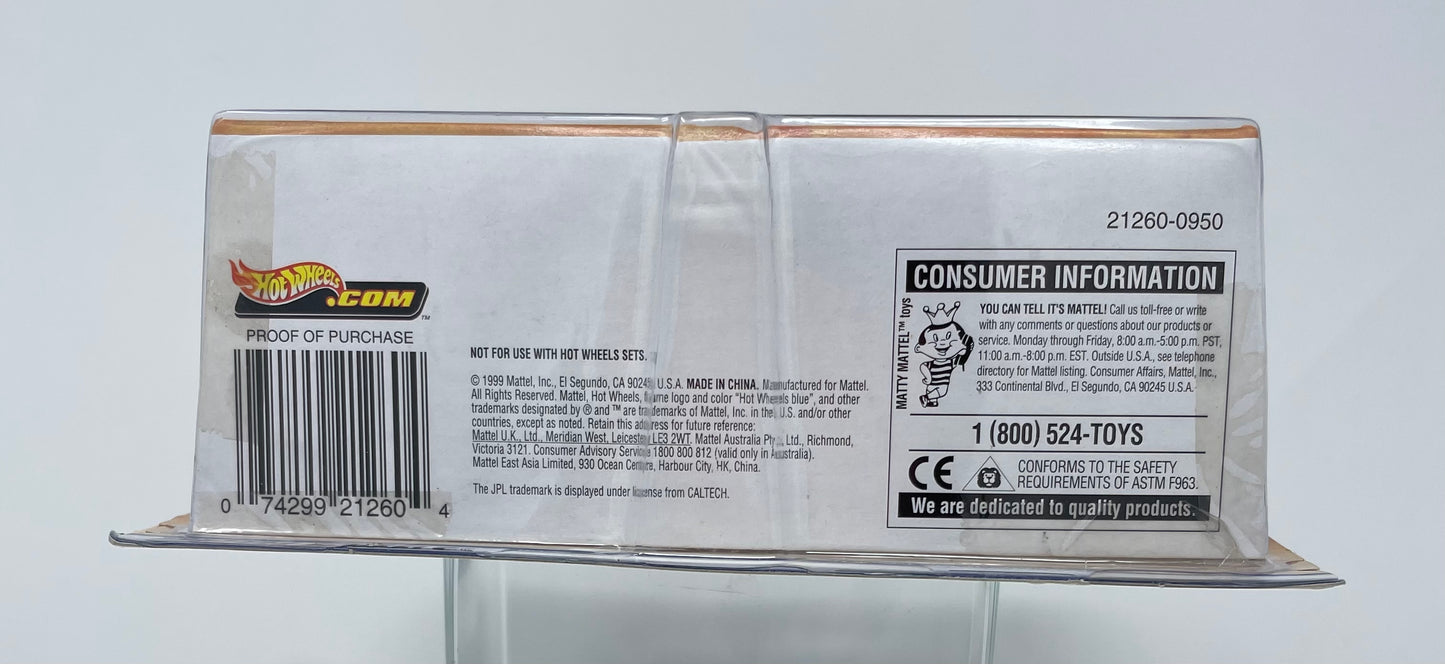 21260-0950
HOT WHEELS
.COM™
PROOF OF PURCHASE
0 74299 21260 4
NOT FOR USE WITH HOT WHEELS SETS.
© 1999 Mattel, Inc., El Segundo, CA 90245 U.S.A. MADE IN CHINA. Manufactured for Mattel.
All Rights Reserved. Mattel, Hot Wheels, flame logo and color "Hot Wheels blue", and other
trademarks designated by ® and ™ are trademarks of Mattel, Inc. in the U.S. and/or other
countries, except as noted. Retain this address for future reference:
Mattel U.K., Ltd., Meridian West, Leicester LE3 2WT. Mattel Australia Pty., Ltd., Richmond,
Victoria 3121. Consumer Advisory Service 1800 800 812 (valid only in Australia).
Mattel East Asia Limited, 930 Ocean Centre, Harbour City, HK, China.
The JPL trademark is displayed under license from CALTECH.
CONSUMER INFORMATION
MATTY MATTEL™ toys
YOU CAN TELL IT'S MATTEL! Call us toll-free or write
with any comments or questions about our products or
service. Monday through Friday, 8:00 a.m.-5:00 p.m. PST,
11:00 a.m.-8:00 p.m. EST. Outside U.S.A., see telephone
directory for Mattel listing. Consumer Affairs, Mattel, Inc.,
333 Continental Blvd., El Segundo, CA 90245 U.S.A.
1 (800) 524-TOYS
CE
CONFORMS TO THE SAFETY
REQUIREMENTS OF ASTM F963.
We are dedicated to quality products.